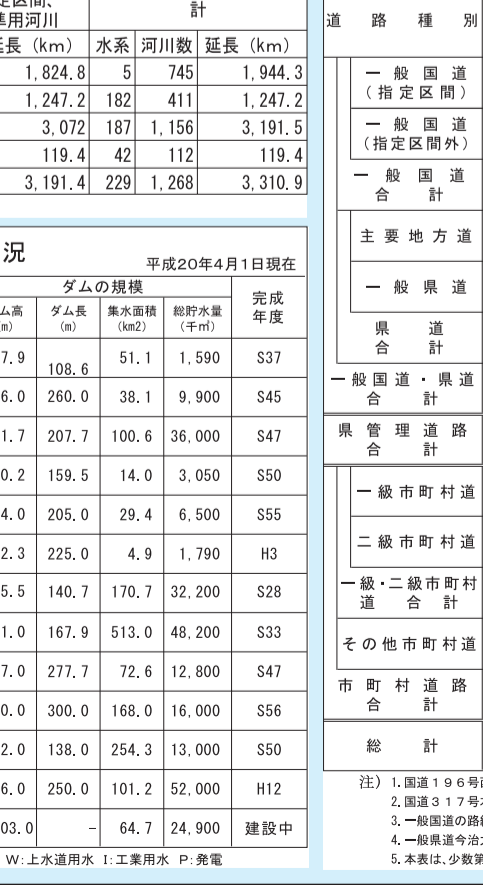 定区間、
準用河川 計
延長（km） 水系 河川数 延長（km）
1,824.8 5 745 1,944.3
1,247.2 182 411 1,247.2
3,072 187 1,156 3,191.5
119.4 42 112 119.4
3,191.4 229 1,268 3,310.9
況 平成20年4月1日現在
ダムの規模 完成年度
ム高(m) ダム長(m) 集水面積(km2) 総貯水量(千㎥)
7.9 108.6 51.1 1,590 S37
6.0 260.0 38.1 9,900 S45
1.7 207.7 100.6 36,000 S47
0.2 159.5 14.0 3,050 S50
4.0 205.0 29.4 6,500 S55
2.3 225.0 4.9 1,790 H3
5.5 140.7 170.7 32,200 S28
1.0 167.9 513.0 48,200 S33
7.0 277.7 72.6 12,800 S47
0.0 300.0 168.0 16,000 S56
2.0 138.0 254.3 13,000 S50
6.0 250.0 101.2 52,000 H12
03.0 - 64.7 24,900 建設中
W:上水道用水 I:工業用水 P:発電
道路種別
一般国道
(指定区間)
一般国道
(指定区間外)
一般国道
合計
主要地方道
一般県道
県道
合計
一般国道・県道
合計
県管理道路
合計
一級市町村道
二級市町村道
一級・二級市町村
道合計
その他市町村道
市町村道路
合計
総計
注） 1.国道１９６号
2.国道３１７号
3.一般国道の路
4.一般県道今治
5.本表は、少数第